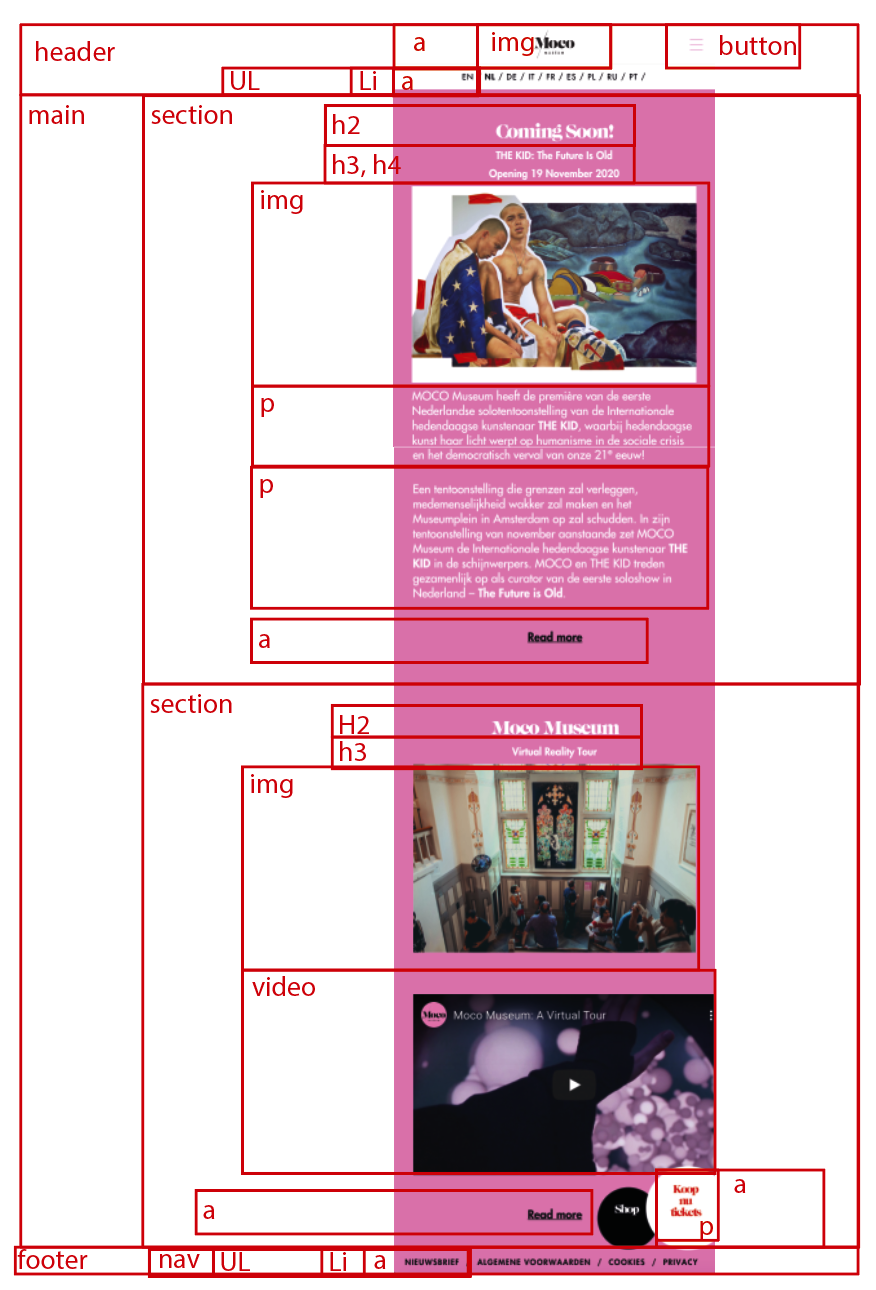 header
a
img
Moco
MUSEUM
button
UL
Li
a
EN / NL / DE / IT / FR / ES / PL / RU / PT /
main
section
h2
Coming Soon!
h3, h4
THE KID: The Future Is Old
Opening 19 November 2020
img
p
MOCO Museum heeft de première van de eerste
Nederlandse solotentoonstelling van de Internationale
hedendaagse kunstenaar THE KID, waarbij hedendaagse
kunst haar licht werpt op humanisme in de sociale crisis
en het democratisch verval van onze 21e eeuw!
p
Een tentoonstelling die grenzen zal verleggen,
medemenselijkheid wakker zal maken en het
Museumplein in Amsterdam op zal schudden. In zijn
tentoonstelling van november aanstaande zet MOCO
Museum de Internationale hedendaagse kunstenaar THE
KID in de schijnwerpers. MOCO en THE KID treden
gezamenlijk op als curator van de eerste soloshow in
Nederland – The Future is Old.
a
Read more
section
H2
Moco Museum
h3
Virtual Reality Tour
img
video
Moco
Moco Museum: A Virtual Tour
a
Read more
Shop
Koop
nu
tickets
p
a
footer
nav
UL
Li
a
NIEUWSBRIEF / ALGEMENE VOORWAARDEN / COOKIES / PRIVACY